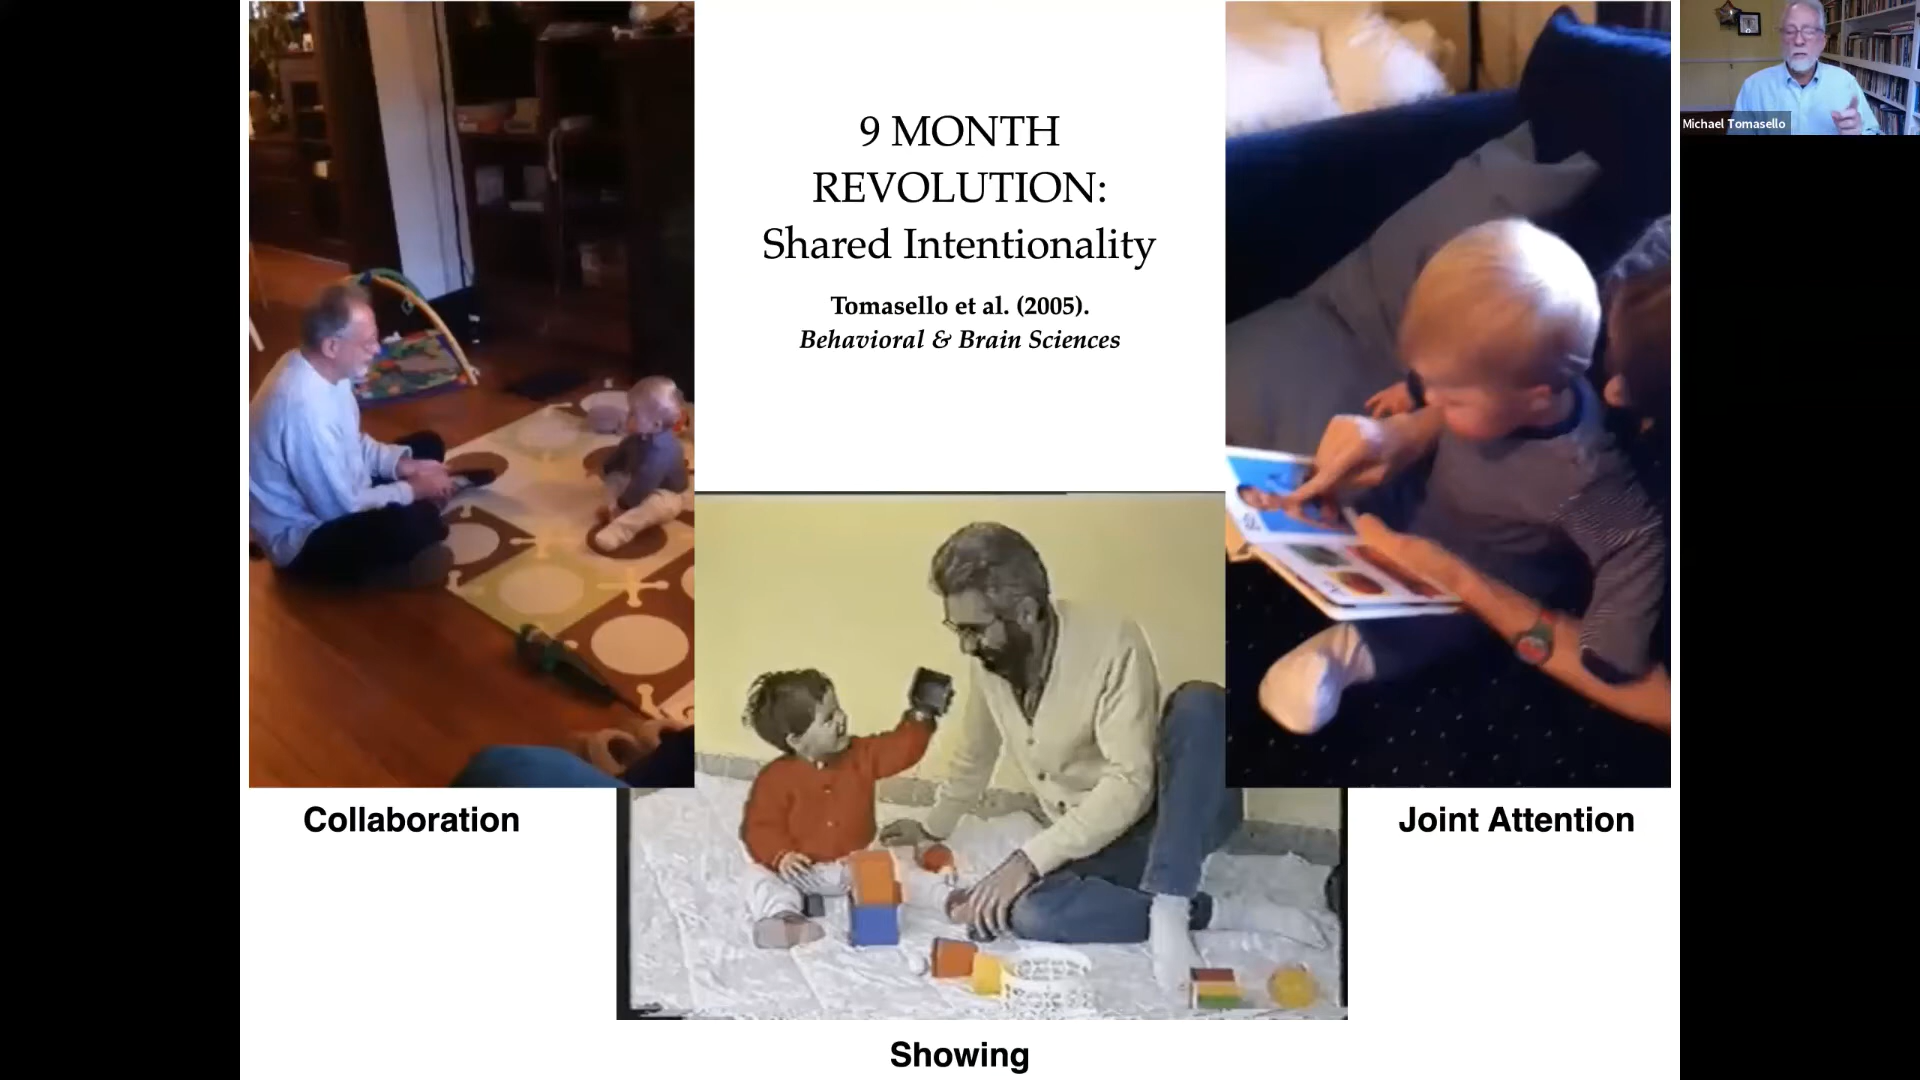 9 MONTH
REVOLUTION:
Shared Intentionality
Tomasello et al. (2005).
Behavioral & Brain Sciences
Michael Tomasello
Collaboration
Joint Attention
Showing